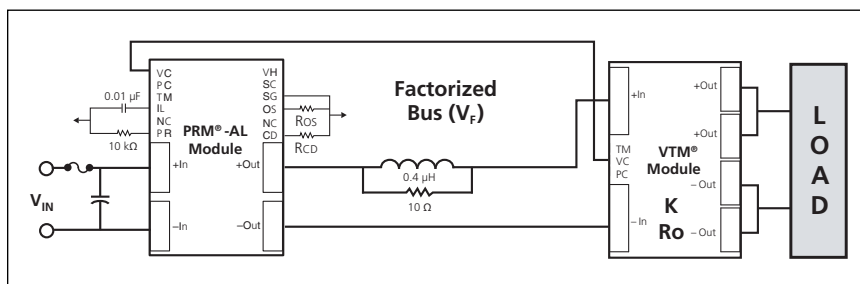 VC
PC
TM
IL
NC
PR
VH
SC
SG
OS
NC
CD
0.01 µF
10 kΩ
PRM®-AL
Module
ROS
RCD
+In
–In
+Out
–Out
VIN
Factorized
Bus (VF)
0.4 µH
10 Ω
+In
TM
VC
PC
– In
VTM®
Module
K
Ro
+Out
+Out
– Out
– Out
L
O
A
D